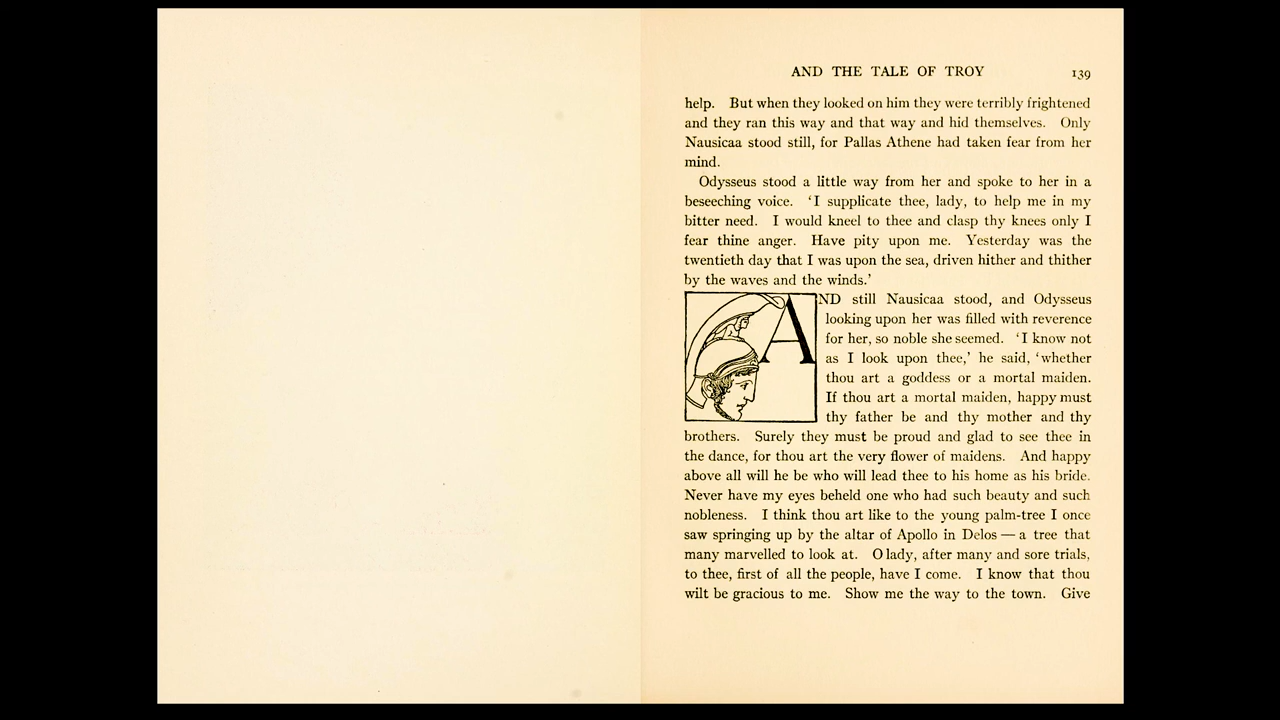 AND THE TALE OF TROY 139
help. But when they looked on him they were terribly frightened
and they ran this way and that way and hid themselves. Only
Nausicaa stood still, for Pallas Athene had taken fear from her
mind.
Odysseus stood a little way from her and spoke to her in a
beseeching voice. ‘I supplicate thee, lady, to help me in my
bitter need. I would kneel to thee and clasp thy knees only I
fear thine anger. Have pity upon me. Yesterday was the
twentieth day that I was upon the sea, driven hither and thither
by the waves and the winds.’
AND still Nausicaa stood, and Odysseus
looking upon her was filled with reverence
for her, so noble she seemed. ‘I know not
as I look upon thee,’ he said, ‘whether
thou art a goddess or a mortal maiden.
If thou art a mortal maiden, happy must
thy father be and thy mother and thy
brothers. Surely they must be proud and glad to see thee in
the dance, for thou art the very flower of maidens. And happy
above all will he be who will lead thee to his home as his bride.
Never have my eyes beheld one who had such beauty and such
nobleness. I think thou art like to the young palm-tree I once
saw springing up by the altar of Apollo in Delos — a tree that
many marvelled to look at. O lady, after many and sore trials,
to thee, first of all the people, have I come. I know that thou
wilt be gracious to me. Show me the way to the town. Give